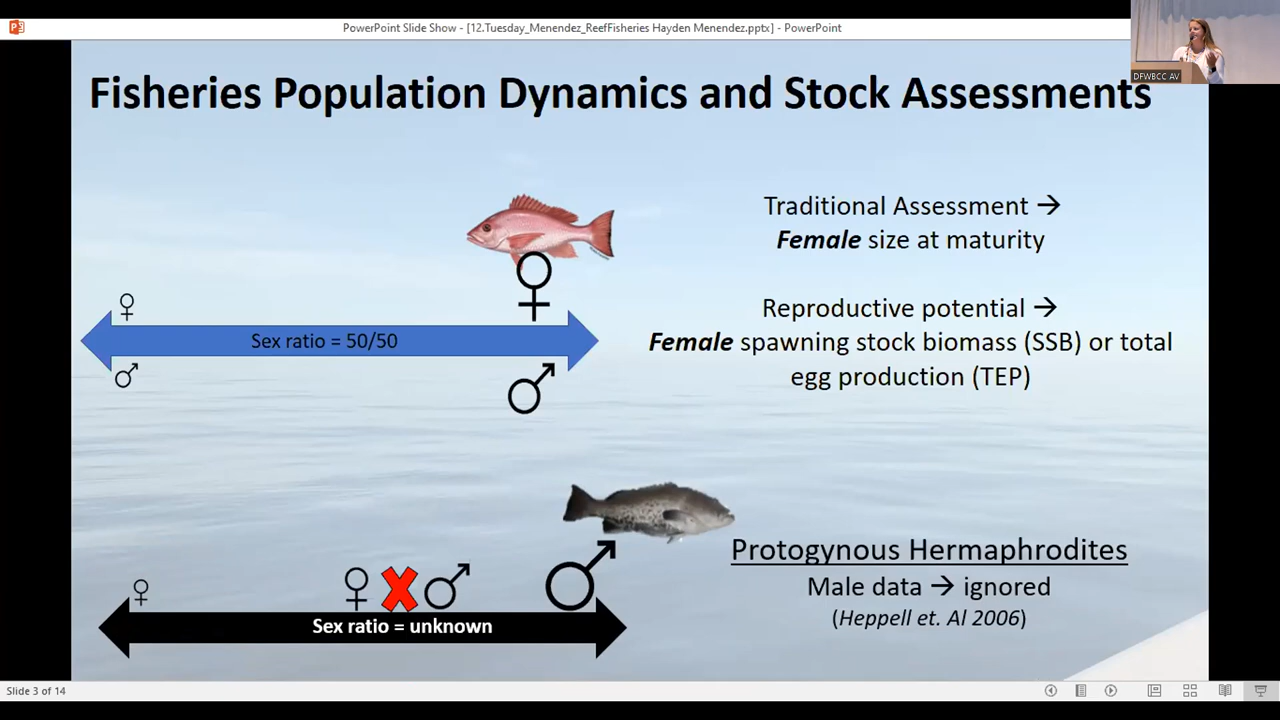 PowerPoint Slide Show - [12.Tuesday_Menendez_ReefFisheries Hayden Menendez.pptx] - PowerPoint
DFWBCC AV
Fisheries Population Dynamics and Stock Assessments
Traditional Assessment →
Female size at maturity
Reproductive potential →
Female spawning stock biomass (SSB) or total
egg production (TEP)
♀
♀
Sex ratio = 50/50
♂
♂
Protogynous Hermaphrodites
Male data → ignored
(Heppell et. Al 2006)
♀
♀ ♂
♂
Sex ratio = unknown
Slide 3 of 14